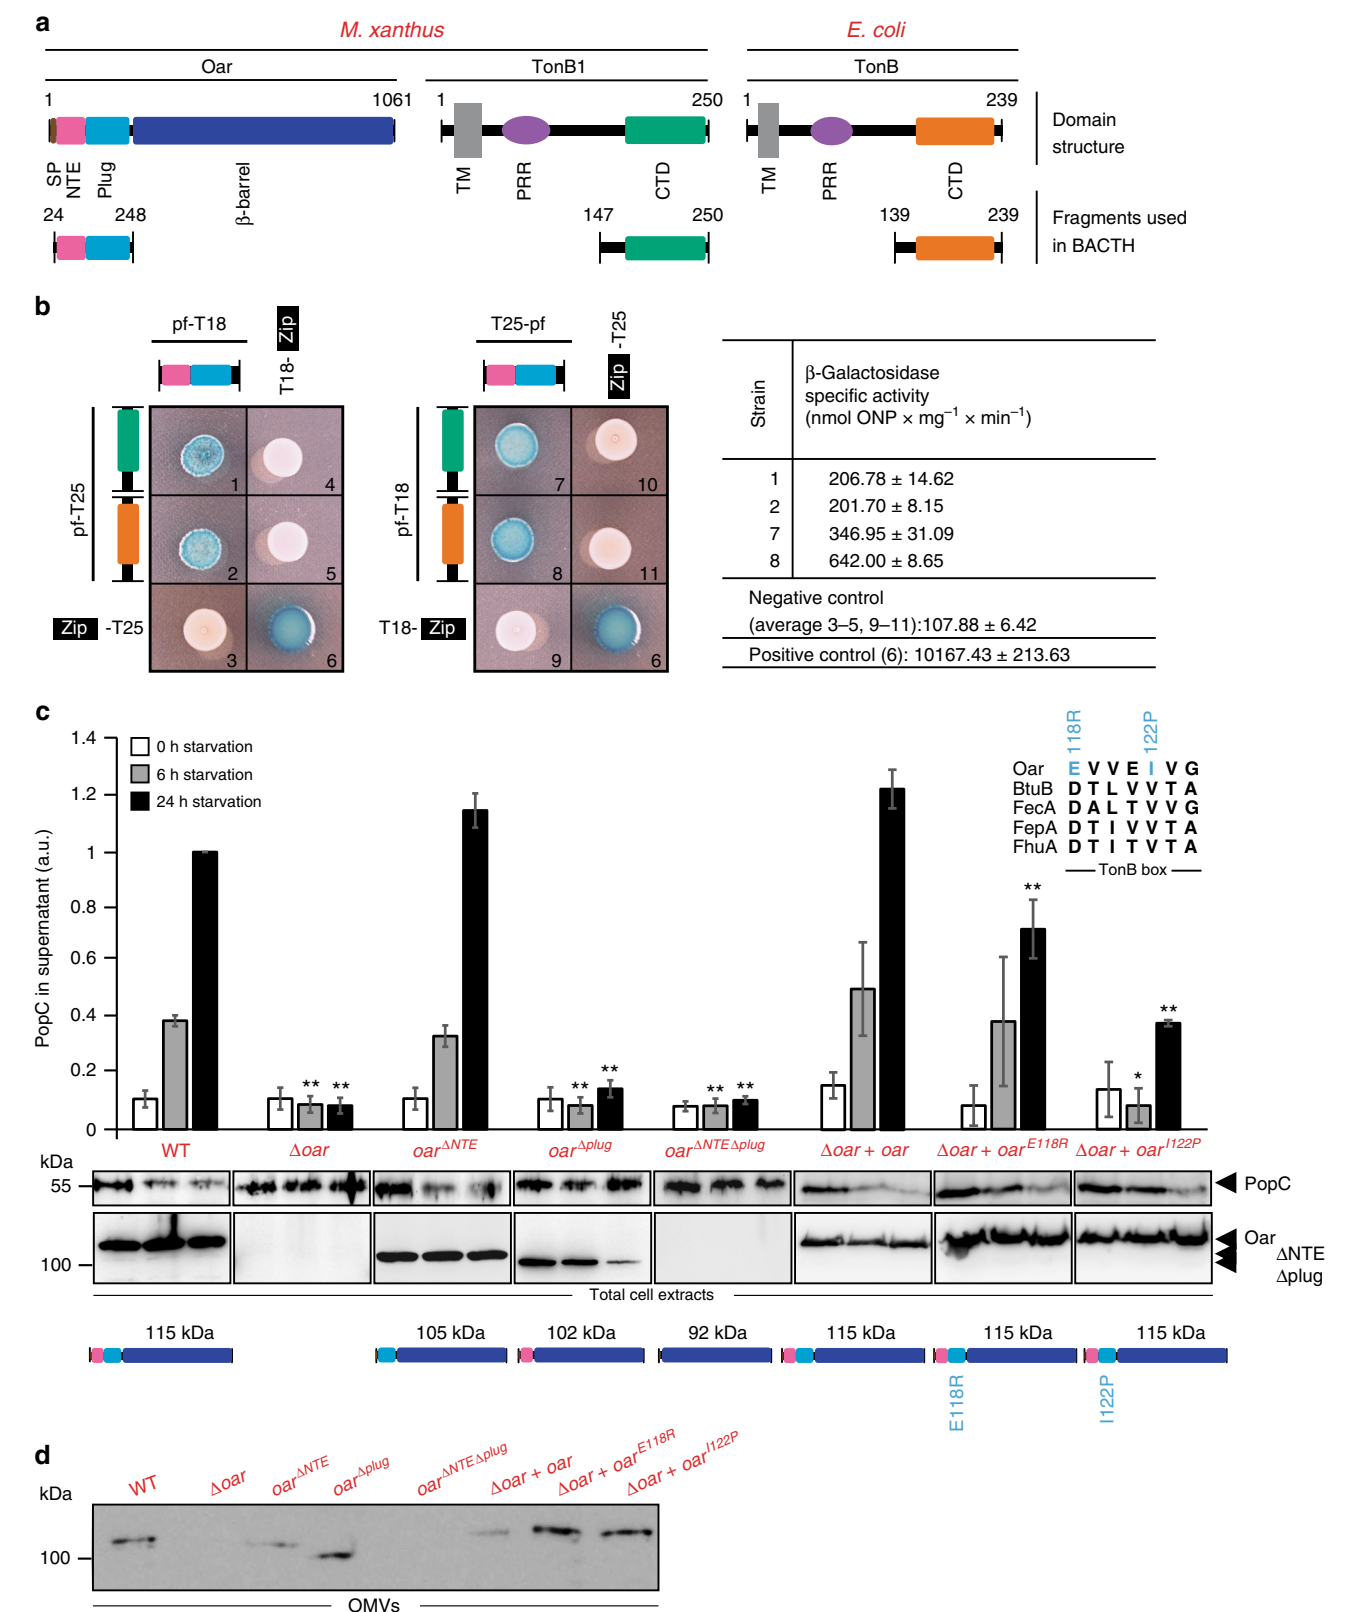 a
M. xanthus E. coli
Oar TonB1 TonB
1 1061 1 250 1 239
Domain
structure
SP NTE Plug β-barrel TM PRR CTD TM PRR CTD
24 248 147 250 139 239
Fragments used
in BACTH
b
pf-T18 T18-Zip
pf-T25
1 4
2 5
Zip -T25
3 6
T25-pf Zip-T25
pf-T18
7 10
8 11
T18- Zip
9 6
Strain
β-Galactosidase
specific activity
(nmol ONP × mg–1 × min–1)
1 206.78 ± 14.62
2 201.70 ± 8.15
7 346.95 ± 31.09
8 642.00 ± 8.65
Negative control
(average 3–5, 9–11):107.88 ± 6.42
Positive control (6): 10167.43 ± 213.63
c
PopC in supernatant (a.u.)
1.4
1.2
1
0.8
0.6
0.4
0.2
0
0 h starvation
6 h starvation
24 h starvation
118R 122P
Oar E V V E I V G
BtuB D T L V V T A
FecA D A L T V V G
FepA D T I V V T A
FhuA D T I T V T A
TonB box
** ** ** ** ** ** ** * **
WT Δoar oarΔNTE oarΔplug oarΔNTEΔplug Δoar + oar Δoar + oarE118R Δoar + oarI122P
kDa
55
PopC
100
Oar
ΔNTE
Δplug
Total cell extracts
115 kDa 105 kDa 102 kDa 92 kDa 115 kDa 115 kDa 115 kDa
E118R I122P
d
WT Δoar oarΔNTE oarΔplug oarΔNTEΔplug Δoar + oar Δoar + oarE118R Δoar + oarI122P
kDa
100
OMVs